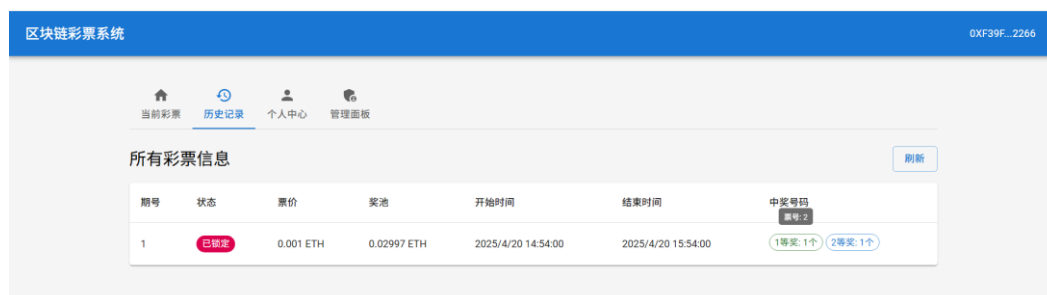 区块链彩票系统 0XF39F...2266
当前彩票 历史记录 个人中心 管理面板
所有彩票信息 刷新
期号 状态 票价 奖池 开始时间 结束时间 中奖号码
票号: 2
1 已锁定 0.001 ETH 0.02997 ETH 2025/4/20 14:54:00 2025/4/20 15:54:00 1等奖: 1个 2等奖: 1个